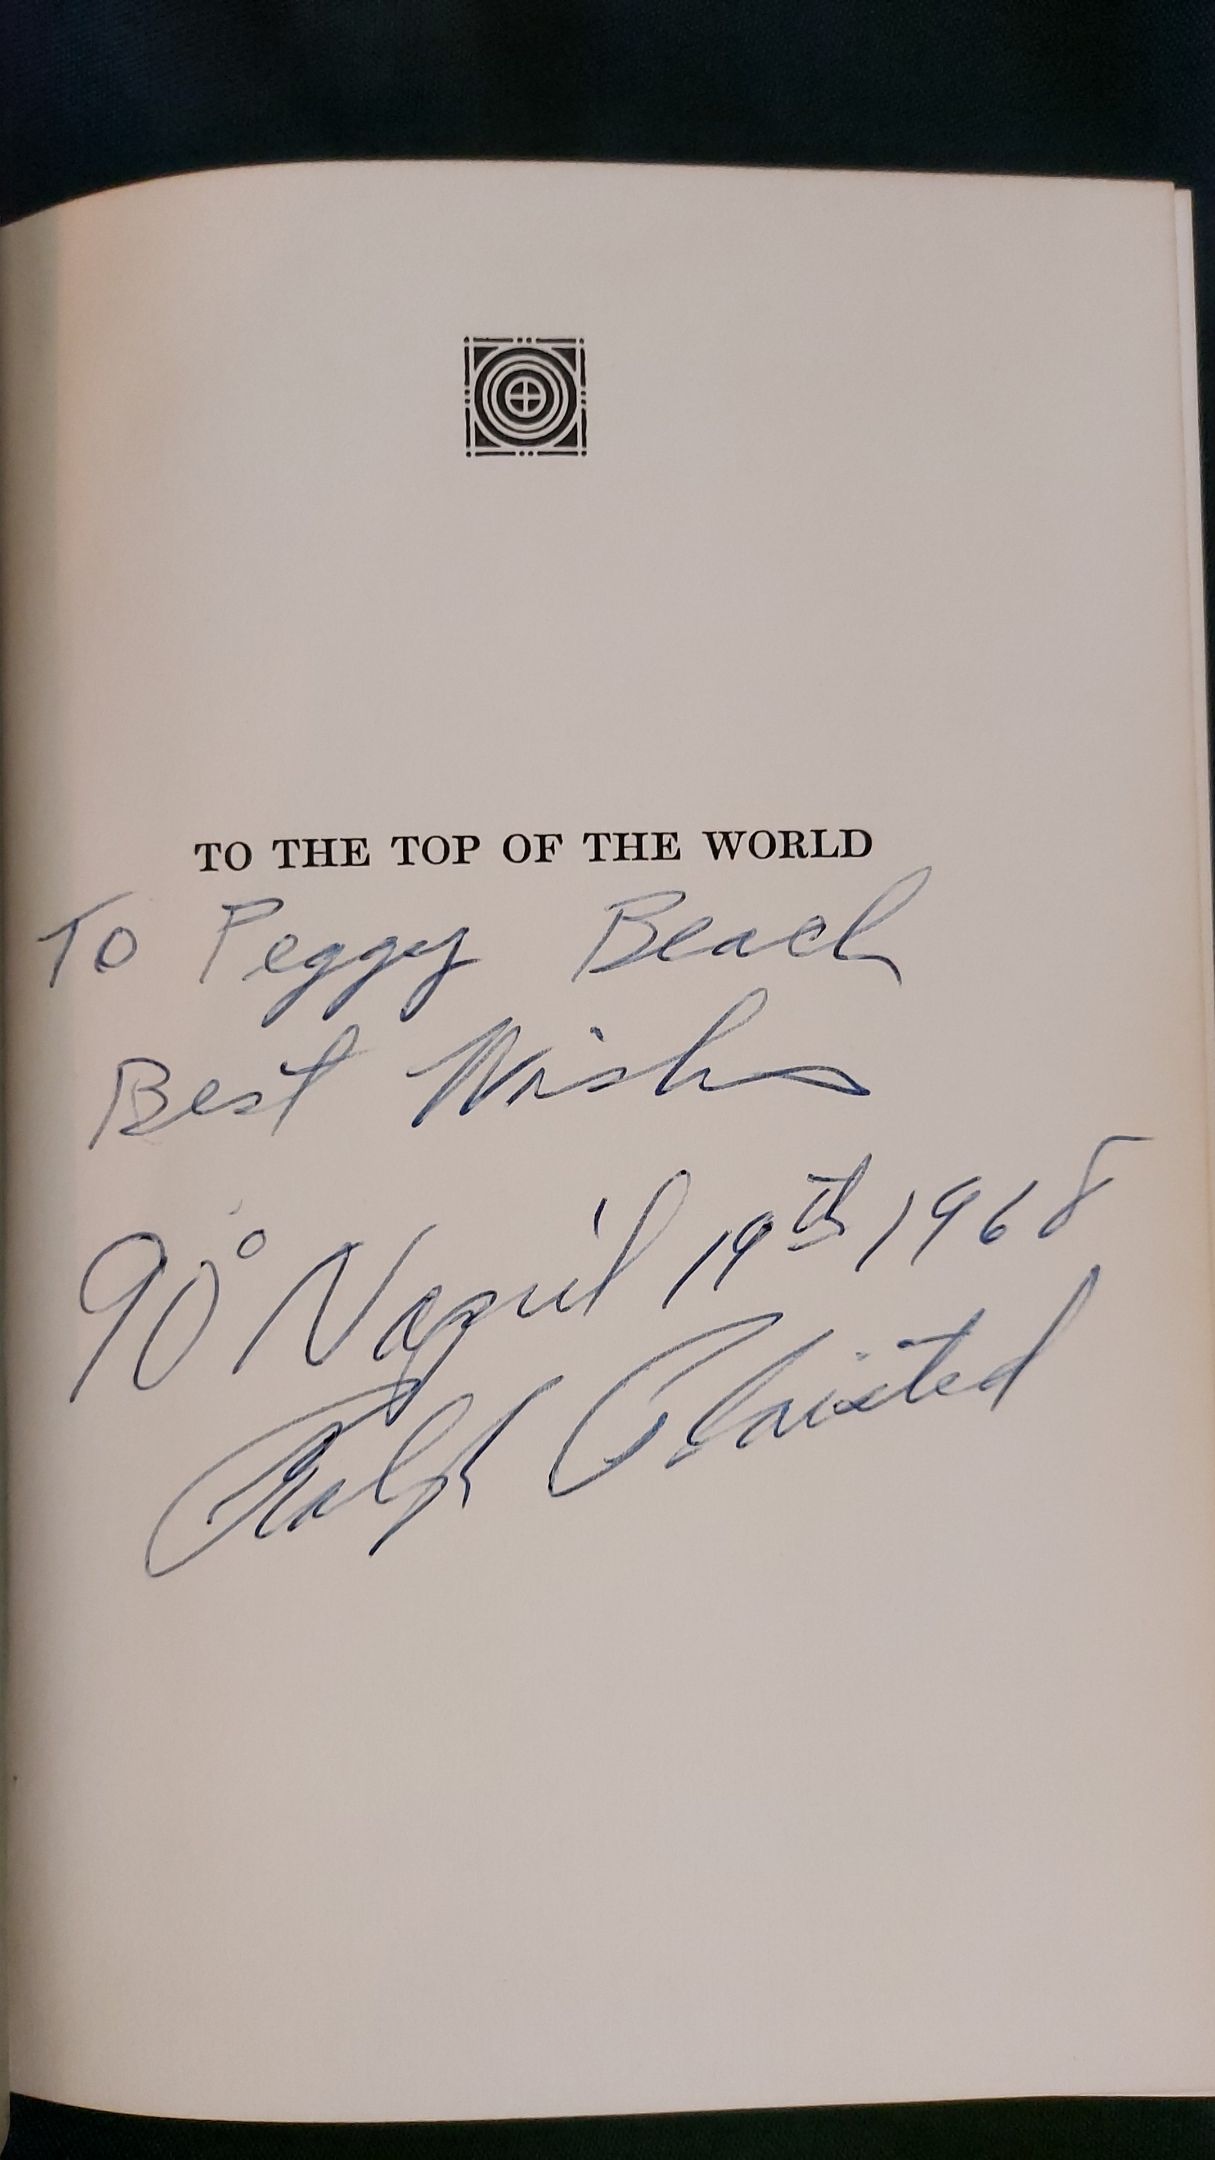 TO THE TOP OF THE WORLD
To Peggy Beach
Best Wishes
90° N april 19th 1968
Ralph Plaisted